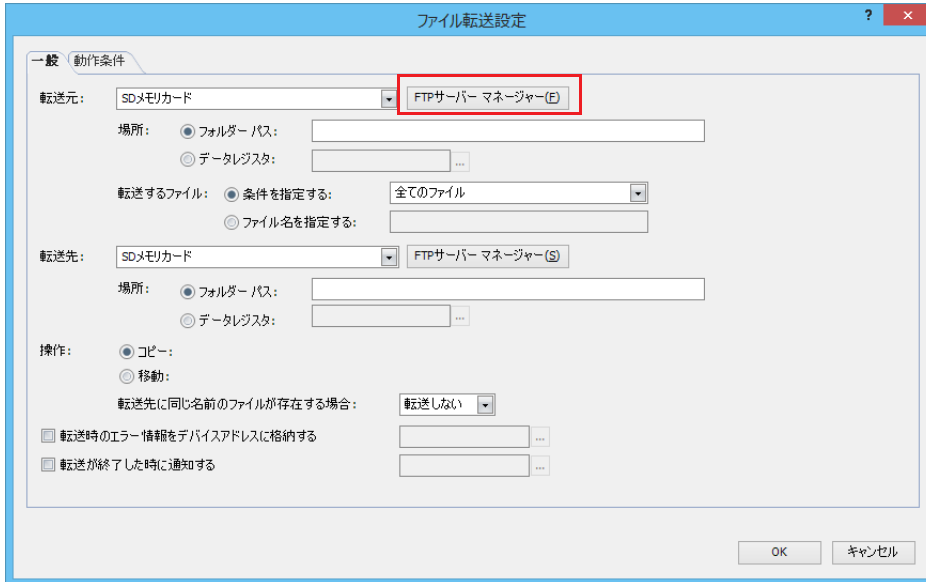 ファイル転送設定
? ×
一般 動作条件
転送元: SDメモリカード FTPサーバー マネージャー(F)
場所: フォルダー パス:
データレジスタ: ...
転送するファイル: 条件を指定する: 全てのファイル
ファイル名を指定する:
転送先: SDメモリカード FTPサーバー マネージャー(S)
場所: フォルダー パス:
データレジスタ: ...
操作: コピー:
移動:
転送先に同じ名前のファイルが存在する場合: 転送しない
転送時のエラー情報をデバイスアドレスに格納する ...
転送が終了した時に通知する ...
OK キャンセル